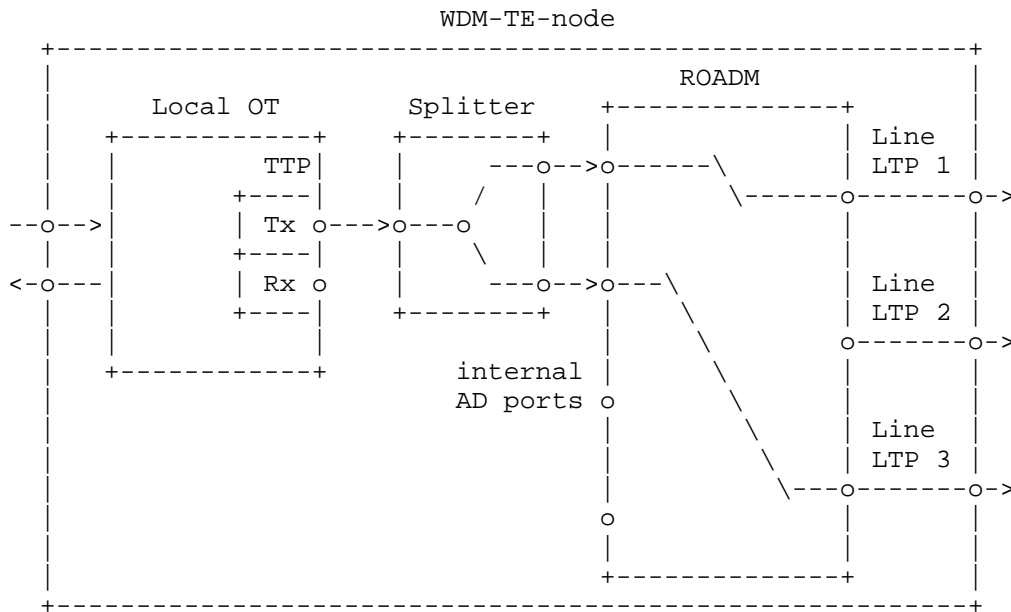 WDM-TE-node
ROADM
Local OT Splitter
Line
TTP LTP 1
Tx
Rx Line
LTP 2
internal
AD ports
Line
LTP 3